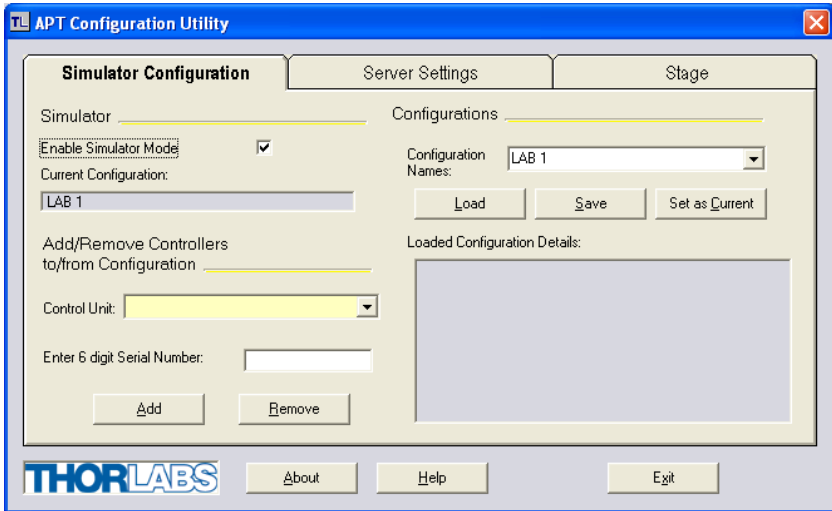 TL APT Configuration Utility
Simulator Configuration
Server Settings
Stage
Simulator
Enable Simulator Mode
Current Configuration:
LAB 1
Add/Remove Controllers
to/from Configuration
Control Unit:
Enter 6 digit Serial Number:
Add
Remove
Configurations
Configuration
Names:
LAB 1
Load
Save
Set as Current
Loaded Configuration Details:
THORLABS
About
Help
Exit